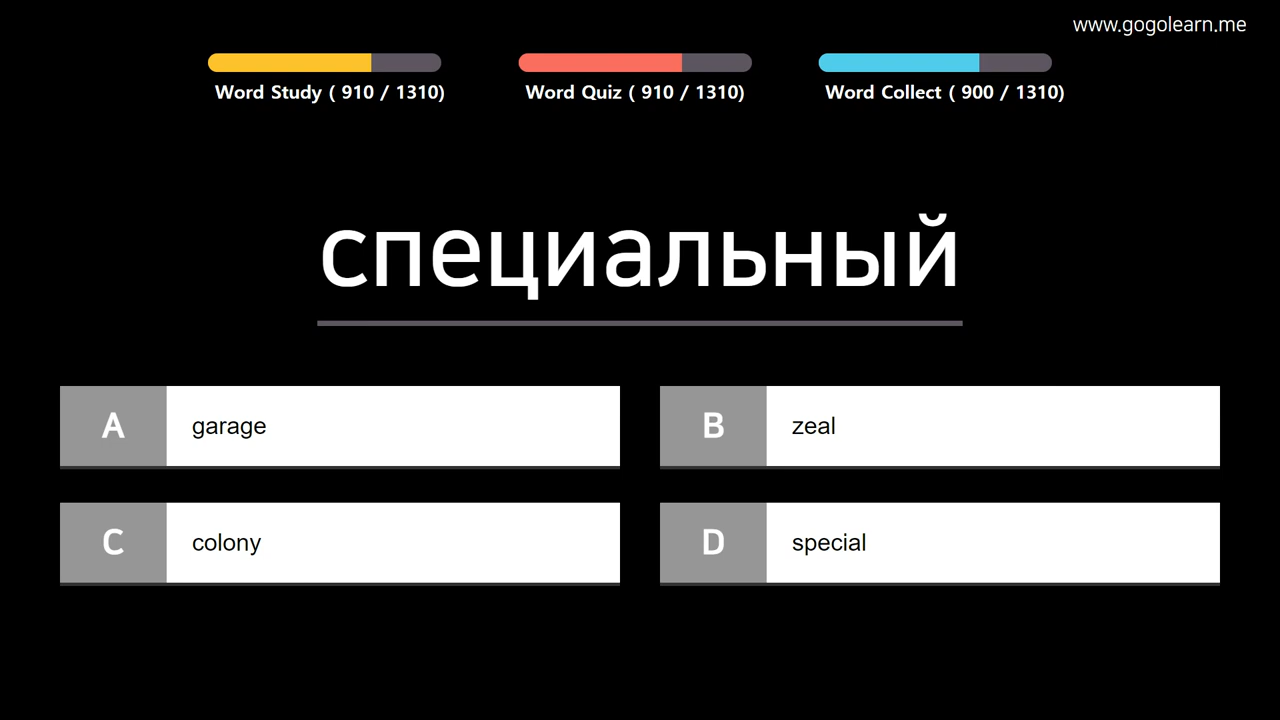 www.gogolearn.me
Word Study ( 910 / 1310)
Word Quiz ( 910 / 1310)
Word Collect ( 900 / 1310)
специальный
A garage
B zeal
C colony
D special